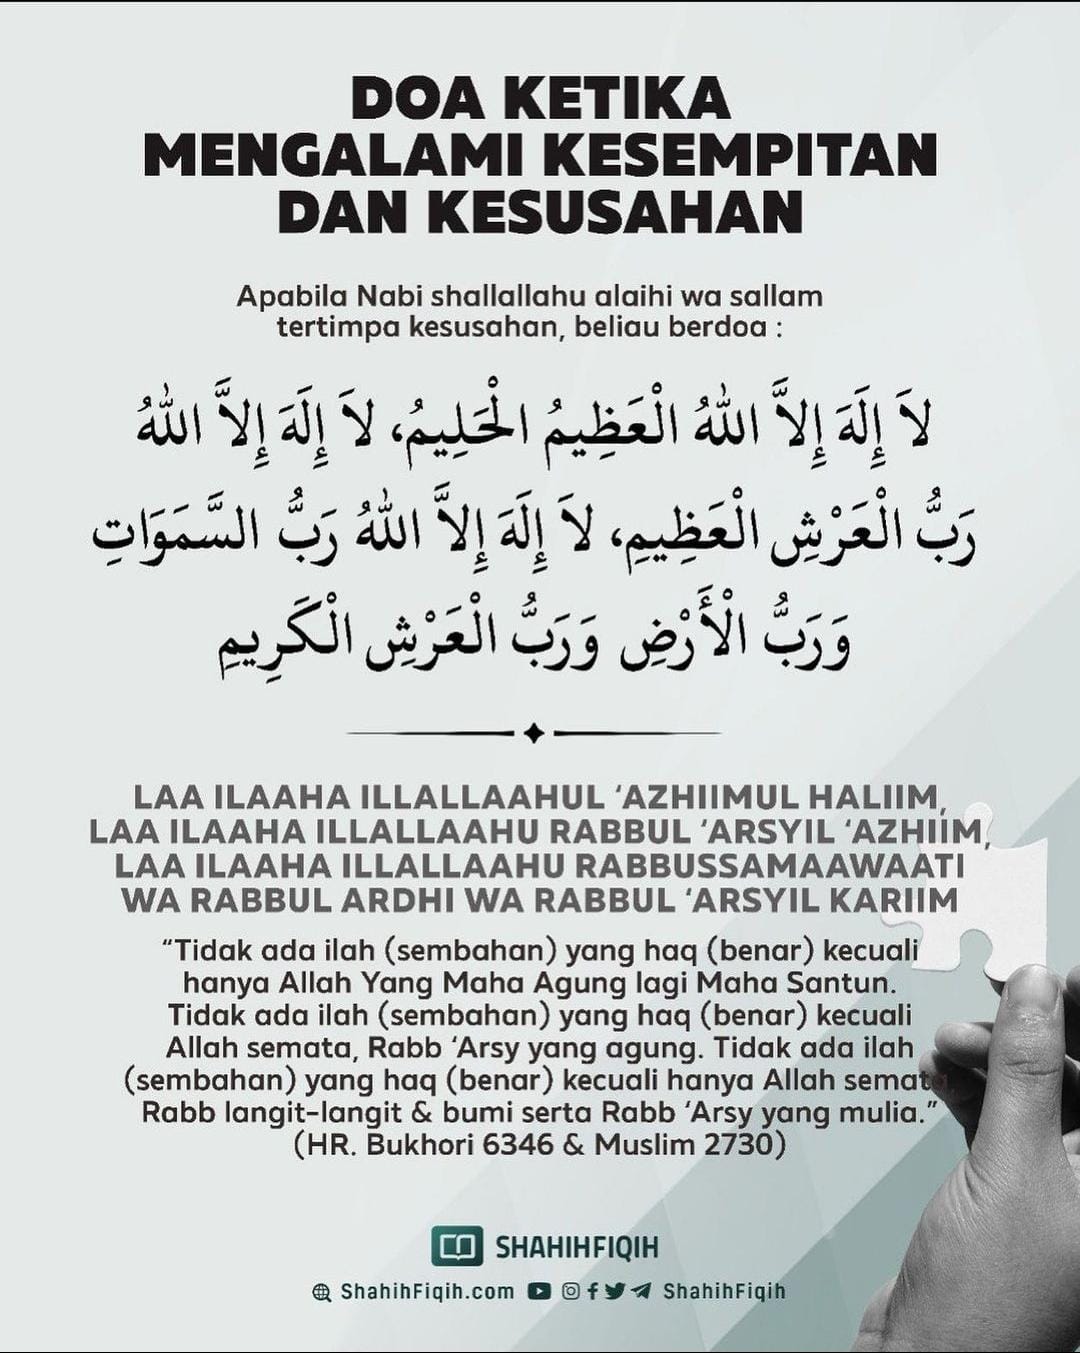 DOA KETIKA
MENGALAMI KESEMPITAN
DAN KESUSAHAN
Apabila Nabi shallallahu alaihi wa sallam
tertimpa kesusahan, beliau berdoa :
لاَ إِلَهَ إِلاَّ اللهُ الْعَظِيمُ الْحَلِيمُ، لاَ إِلَهَ إِلاَّ اللهُ
رَبُّ الْعَرْشِ الْعَظِيمِ، لاَ إِلَهَ إِلاَّ اللهُ رَبُّ السَّمَوَاتِ
وَرَبُّ الْأَرْضِ وَرَبُّ الْعَرْشِ الْكَرِيمِ
LAA ILAAHA ILLALLAAHUL ‘AZHIIMUL HALIIM,
LAA ILAAHA ILLALLAAHU RABBUL ‘ARSYIL ‘AZHIIM,
LAA ILAAHA ILLALLAAHU RABBUSSAMAAWAATI
WA RABBUL ARDHI WA RABBUL ‘ARSYIL KARIIM
“Tidak ada ilah (sembahan) yang haq (benar) kecuali
hanya Allah Yang Maha Agung lagi Maha Santun.
Tidak ada ilah (sembahan) yang haq (benar) kecuali
Allah semata, Rabb ‘Arsy yang agung. Tidak ada ilah
(sembahan) yang haq (benar) kecuali hanya Allah semata,
Rabb langit-langit & bumi serta Rabb ‘Arsy yang mulia.”
(HR. Bukhori 6346 & Muslim 2730)
SHAHIHFIQIH
ShahihFiqih.com ShahihFiqih